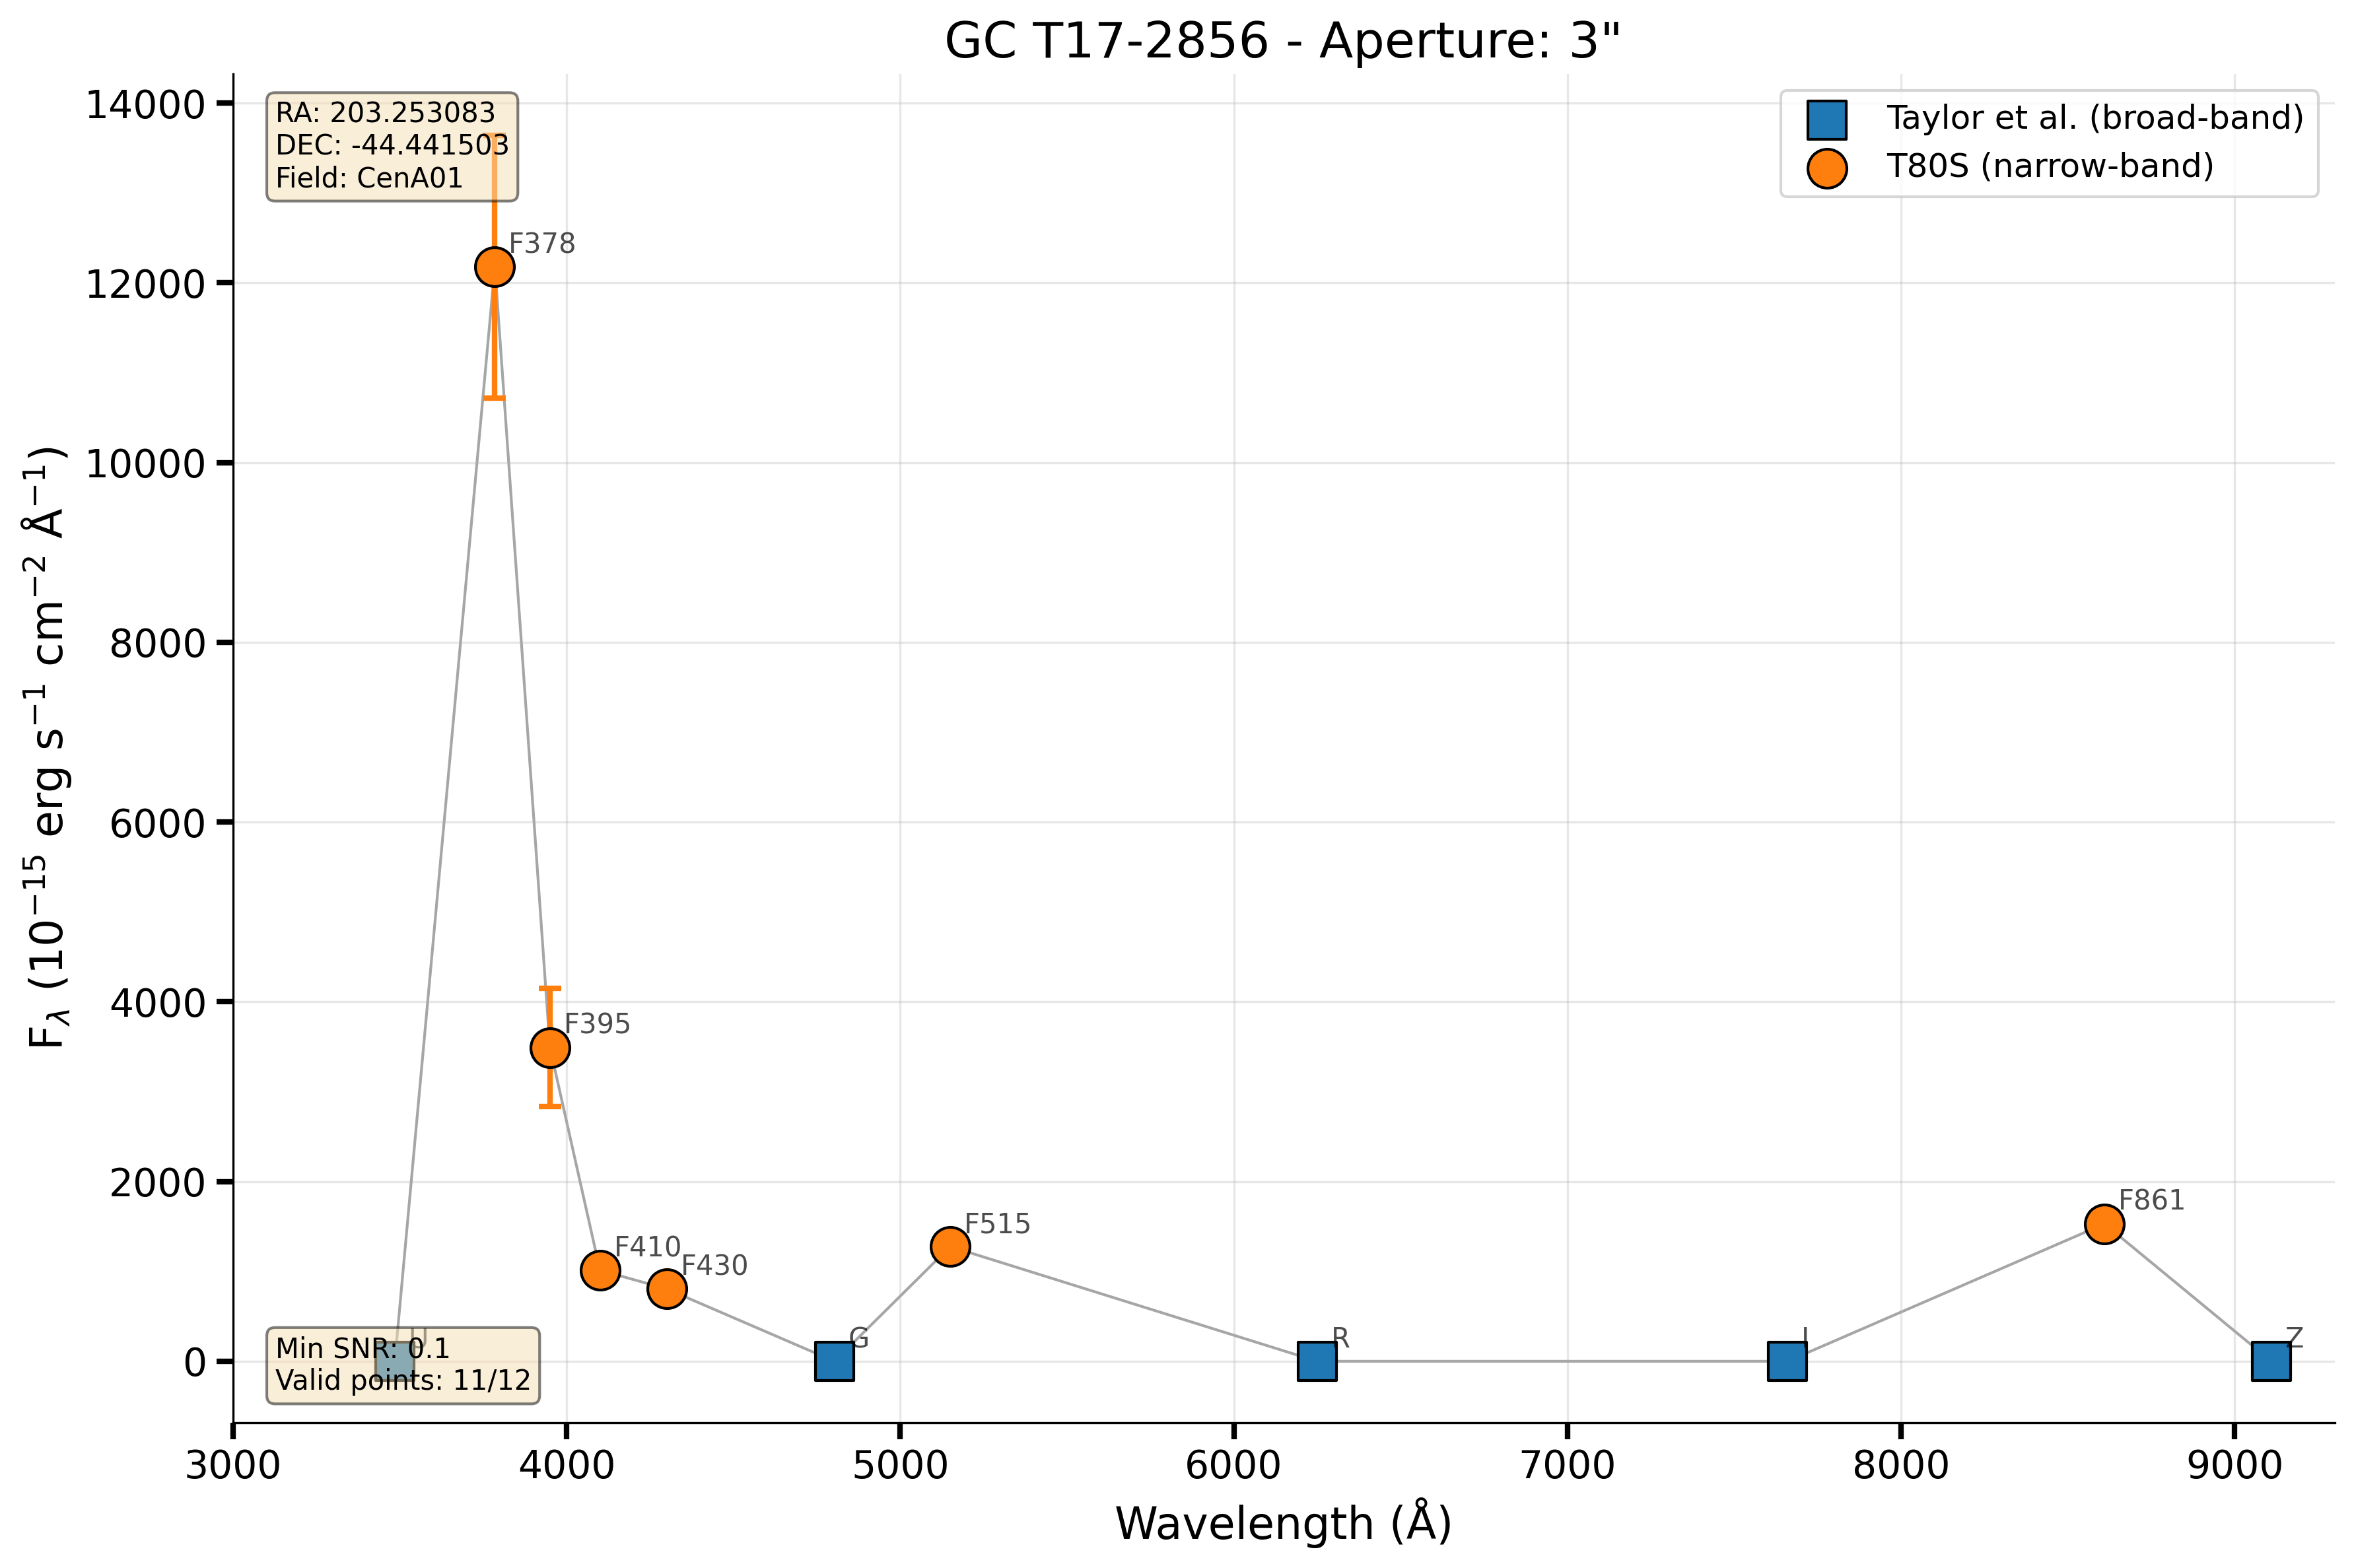 GC T17-2856 - Aperture: 3"
RA: 203.253083
DEC: -44.441503
Field: CenA01
Taylor et al. (broad-band)
T80S (narrow-band)
14000
12000
10000
8000
6000
4000
2000
0
F_λ (10⁻¹⁵ erg s⁻¹ cm⁻² Å⁻¹)
F378
F395
F410
F430
F515
F861
U
G
R
I
Z
Min SNR: 0.1
Valid points: 11/12
3000 4000 5000 6000 7000 8000 9000
Wavelength (Å)